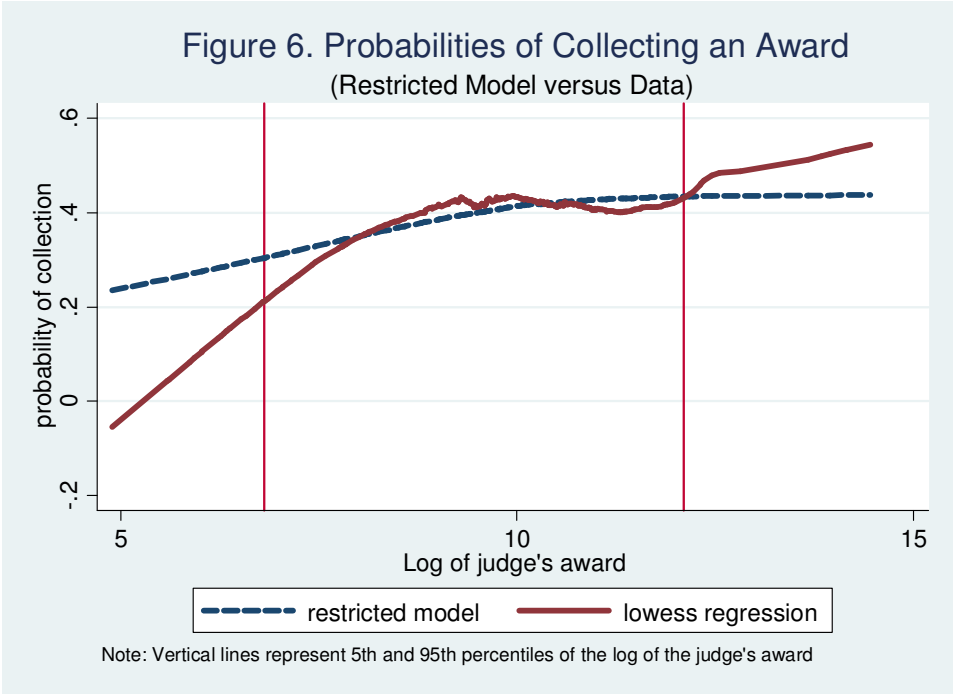 Figure 6. Probabilities of Collecting an Award
(Restricted Model versus Data)
probability of collection
.6
.4
.2
0
-.2
5 10 15
Log of judge's award
restricted model lowess regression
Note: Vertical lines represent 5th and 95th percentiles of the log of the judge's award